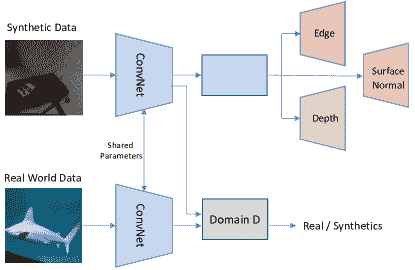 Synthetic Data
ConvNet
Edge
Surface
Normal
Depth
Shared
Parameters
Real World Data
ConvNet
Domain D
Real / Synthetics